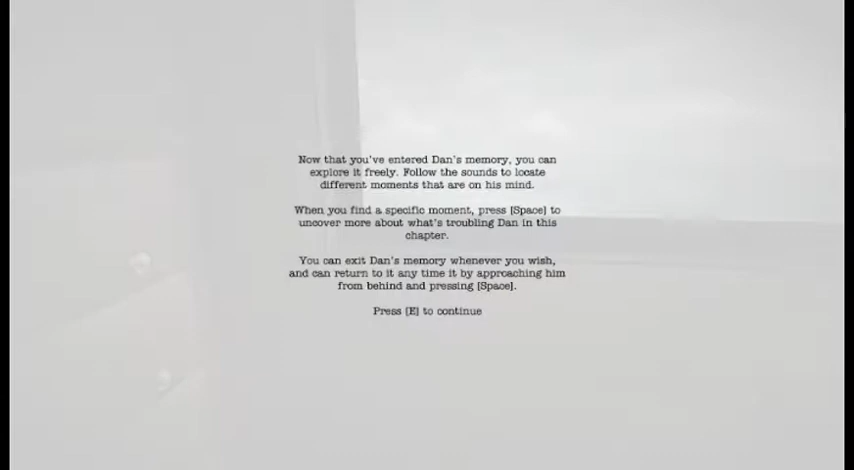 Now that you've entered Dan's memory, you can
explore it freely. Follow the sounds to locate
different moments that are on his mind.
When you find a specific moment, press [Space] to
uncover more about what's troubling Dan in this
chapter.
You can exit Dan's memory whenever you wish,
and can return to it any time it by approaching him
from behind and pressing [Space].
Press [E] to continue